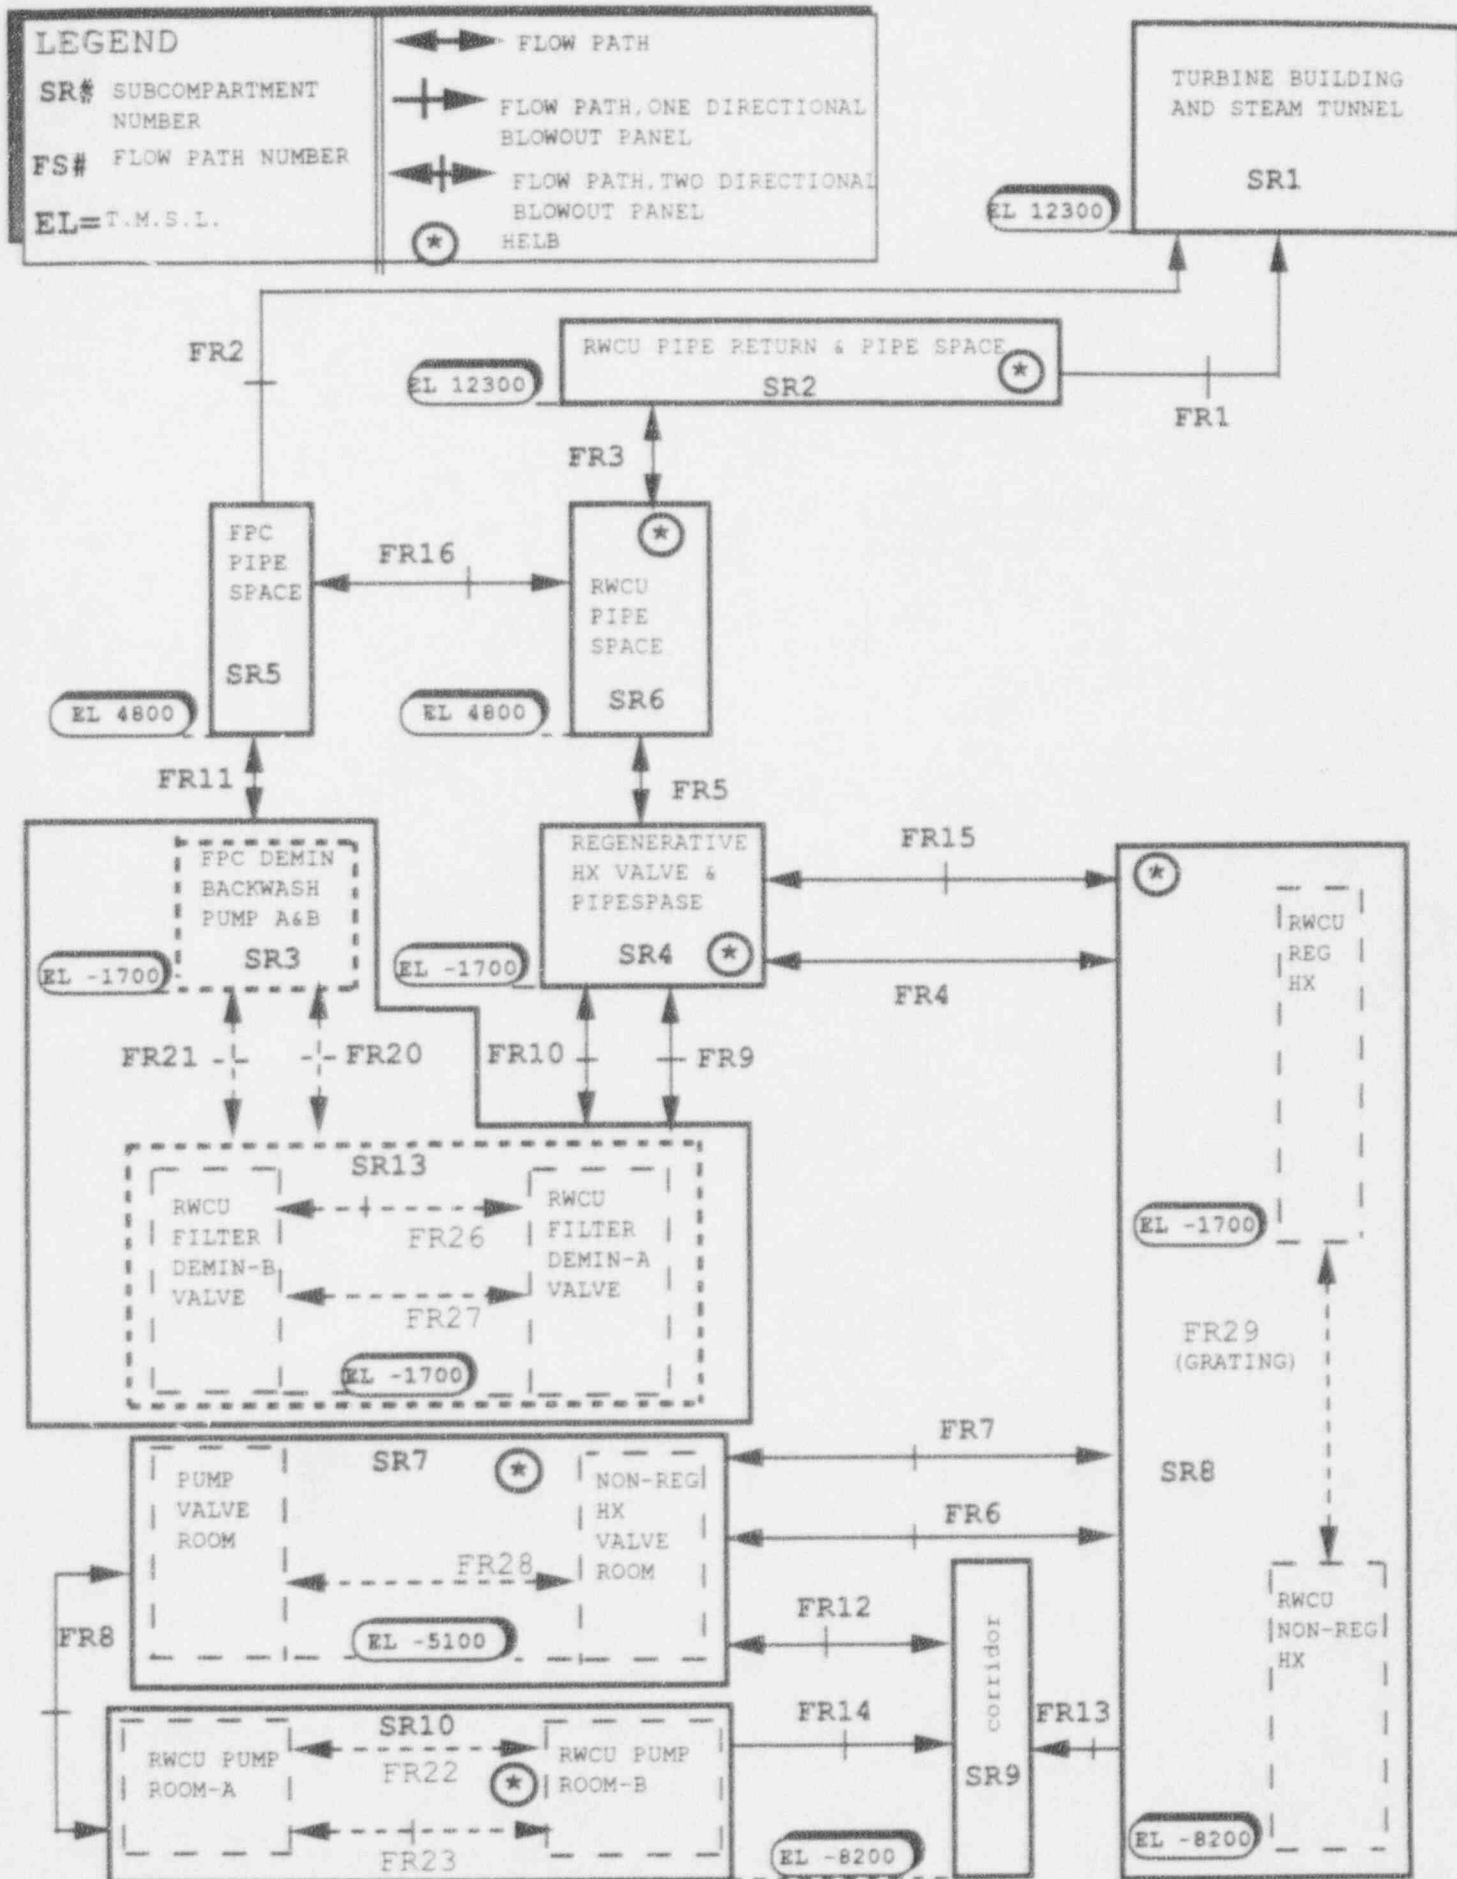 LEGEND
SR# SUBCOMPARTMENT
NUMBER
FS# FLOW PATH NUMBER
EL= T.M.S.L.
FLOW PATH
FLOW PATH, ONE DIRECTIONAL
BLOWOUT PANEL
FLOW PATH, TWO DIRECTIONAL
BLOWOUT PANEL
* HELB
TURBINE BUILDING
AND STEAM TUNNEL
SR1
EL 12300
FR2
RWCU PIPE RETURN & PIPE SPACE
*
SR2
EL 12300
FR1
FR3
FPC
PIPE
SPACE
SR5
EL 4800
FR16
*
RWCU
PIPE
SPACE
SR6
EL 4800
FR11
FR5
FPC DEMIN
BACKWASH
PUMP A&B
SR3
EL -1700
REGENERATIVE
HX VALVE &
PIPESPASE
SR4 *
EL -1700
FR15
FR4
*
RWCU
REG
HX
EL -1700
FR21
FR20
FR10
FR9
SR13
RWCU
FILTER
DEMIN-B
VALVE
FR26
FR27
RWCU
FILTER
DEMIN-A
VALVE
EL -1700
FR29
(GRATING)
SR8
FR7
FR6
SR7
*
PUMP
VALVE
ROOM
NON-REG
HX
VALVE
ROOM
FR28
EL -5100
FR8
FR12
corridor
SR9
FR13
FR14
RWCU
NON-REG
HX
EL -8200
SR10
RWCU PUMP
ROOM-A
FR22
*
RWCU PUMP
ROOM-B
FR23
EL -8200